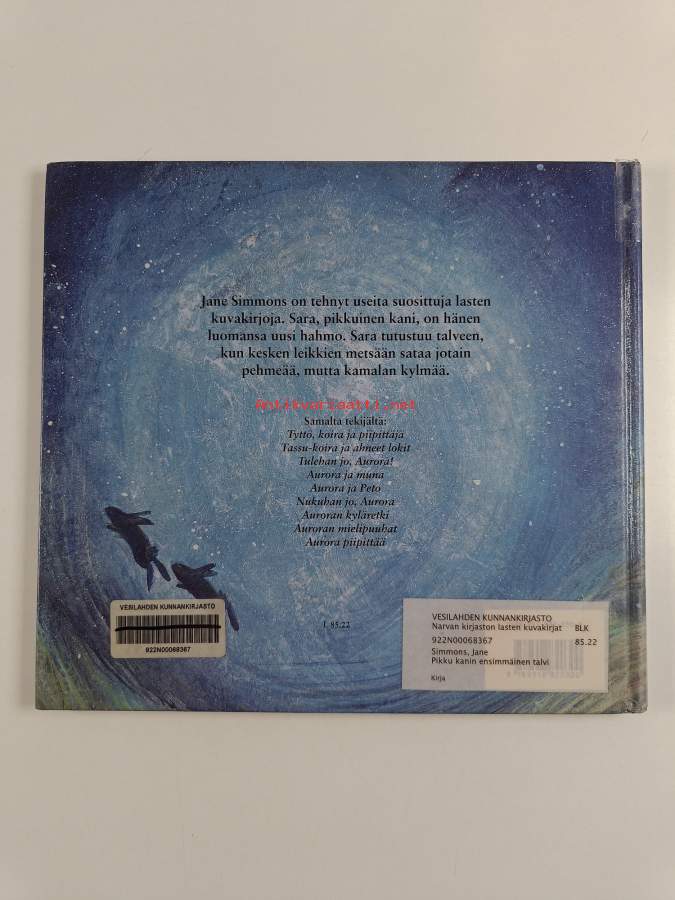 Jane Simmons on tehnyt useita suosittuja lasten
kuvakirjoja. Sara, pikkuinen kani, on hänen
luomansa uusi hahmo. Sara tutustuu talveen,
kun kesken leikkien metsään sataa jotain
pehmeää, mutta kamalan kylmää.
Antikvariaatti.net
Samalta tekijältä:
Tyttö, koira ja piipittäjä
Tassu-koira ja ahneet lokit
Tulehan jo, Aurora!
Aurora ja muna
Aurora ja Peto
Nukuhan jo, Aurora
Auroran kyläretki
Auroran mielipuuhat
Aurora piipittää
L 85.22
VESILAHDEN KUNNANKIRJASTO
922N00068367
VESILAHDEN KUNNANKIRJASTO
Narvan kirjaston lasten kuvakirjat BLK
922N00068367 85.22
Simmons, Jane
Pikku kanin ensimmäinen talvi
Kirja